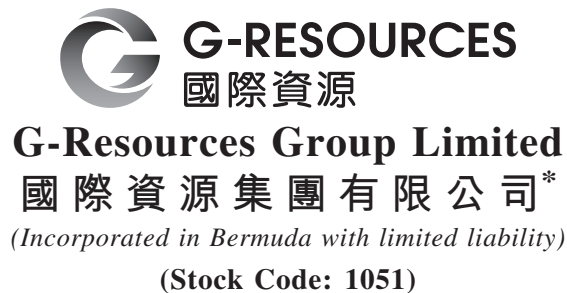 G-RESOURCES
國際資源
G-Resources Group Limited
國際資源集團有限公司*
(Incorporated in Bermuda with limited liability)
(Stock Code: 1051)